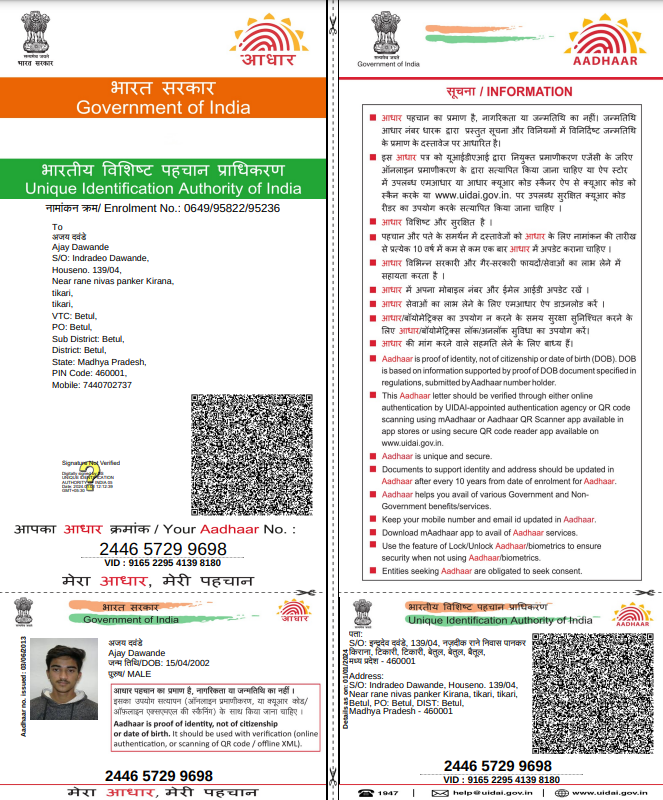 सत्यमेव जयते
भारत सरकार
आधार
भारत सरकार
Government of India
भारतीय विशिष्ट पहचान प्राधिकरण
Unique Identification Authority of India
नामांकन क्रम/ Enrolment No.: 0649/95822/95236
To
अजय दवंडे
Ajay Dawande
S/O: Indradeo Dawande,
Houseno. 139/04,
Near rane nivas panker Kirana,
tikari,
tikari,
VTC: Betul,
PO: Betul,
Sub District: Betul,
District: Betul,
State: Madhya Pradesh,
PIN Code: 460001,
Mobile: 7440702737
Signature Not Verified
UNIQUE IDENTIFICATION
आपका आधार क्रमांक / Your Aadhaar No. :
2446 5729 9698
VID : 9165 2295 4139 8180
मेरा आधार, मेरी पहचान
सत्यमेव जयते
Government of India
AADHAAR
सूचना / INFORMATION
आधार पहचान का प्रमाण है, नागरिकता या जन्मतिथि का नहीं। जन्मतिथि
आधार नंबर धारक द्वारा प्रस्तुत सूचना और विनियमों में विनिर्दिष्ट जन्मतिथि
के प्रमाण के दस्तावेज पर आधारित है।
इस आधार पत्र को यूआईडीएआई द्वारा नियुक्त प्रमाणीकरण एजेंसी के जरिए
ऑनलाइन प्रमाणीकरण के द्वारा सत्यापित किया जाना चाहिए या ऐप स्टोर
में उपलब्ध एमआधार या आधार क्यूआर कोड स्कैनर ऐप से क्यूआर कोड को
स्कैन करके या www.uidai.gov.in. पर उपलब्ध सुरक्षित क्यूआर कोड
रीडर का उपयोग करके सत्यापित किया जाना चाहिए ।
आधार विशिष्ट और सुरक्षित है ।
पहचान और पते के समर्थन में दस्तावेजों को आधार के लिए नामांकन की तारीख
से प्रत्येक 10 वर्ष में कम से कम एक बार आधार में अपडेट कराना चाहिए ।
आधार विभिन्न सरकारी और गैर-सरकारी फायदों/सेवाओं का लाभ लेने में
सहायता करता है ।
आधार में अपना मोबाइल नंबर और ईमेल आईडी अपडेट रखें ।
आधार सेवाओं का लाभ लेने के लिए एमआधार ऐप डाउनलोड करें ।
आधार/बॉयोमेट्रिक्स का उपयोग न करने के समय सुरक्षा सुनिश्चित करने के
लिए आधार/बॉयोमेट्रिक्स लॉक/अनलॉक सुविधा का उपयोग करें।
आधार की मांग करने वाले सहमति लेने के लिए बाध्य हैं।
Aadhaar is proof of identity, not of citizenship or date of birth (DOB). DOB
is based on information supported by proof of DOB document specified in
regulations, submitted by Aadhaar number holder.
This Aadhaar letter should be verified through either online
authentication by UIDAI-appointed authentication agency or QR code
scanning using mAadhaar or Aadhaar QR Scanner app available in
app stores or using secure QR code reader app available on
www.uidai.gov.in.
Aadhaar is unique and secure.
Documents to support identity and address should be updated in
Aadhaar after every 10 years from date of enrolment for Aadhaar.
Aadhaar helps you avail of various Government and Non-
Government benefits/services.
Keep your mobile number and email id updated in Aadhaar.
Download mAadhaar app to avail of Aadhaar services.
Use the feature of Lock/Unlock Aadhaar/biometrics to ensure
security when not using Aadhaar/biometrics.
Entities seeking Aadhaar are obligated to seek consent.
भारत सरकार
Government of India
आधार
Aadhaar no. issued: 03/06/2013
अजय दवंडे
Ajay Dawande
जन्म तिथि/DOB: 15/04/2002
पुरुष/ MALE
आधार पहचान का प्रमाण है, नागरिकता या जन्मतिथि का नहीं ।
इसका उपयोग सत्यापन (ऑनलाइन प्रमाणीकरण, या क्यूआर कोड/
ऑफ़लाइन एक्सएमएल की स्कैनिंग) के साथ किया जाना चाहिए ।
Aadhaar is proof of identity, not of citizenship
or date of birth. It should be used with verification (online
authentication, or scanning of QR code / offline XML).
2446 5729 9698
मेरा आधार, मेरी पहचान
भारतीय विशिष्ट पहचान प्राधिकरण
Unique Identification Authority of India
AADHAAR
Details as on: 01/01/2024
पता:
S/O: इन्द्रदेव दवंडे, 139/04, नज़दीक राने निवास पानकर
किराना, टिकारी, टिकारी, बेतुल, बेतुल, बैतूल,
मध्य प्रदेश - 460001
Address:
S/O: Indradeo Dawande, Houseno. 139/04,
Near rane nivas panker Kirana, tikari, tikari,
Betul, PO: Betul, DIST: Betul,
Madhya Pradesh - 460001
2446 5729 9698
VID : 9165 2295 4139 8180
1947 | help@uidai.gov.in | www.uidai.gov.in